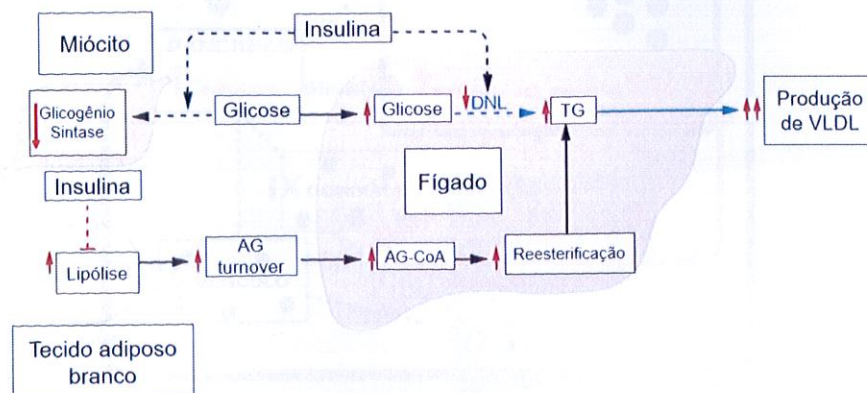 Insulina
Miócito
Glicogênio
Sintase
Glicose
Glicose
DNL
TG
Produção
de VLDL
Fígado
Insulina
Lipólise
AG
turnover
AG-CoA
Reesterificação
Tecido adiposo
branco